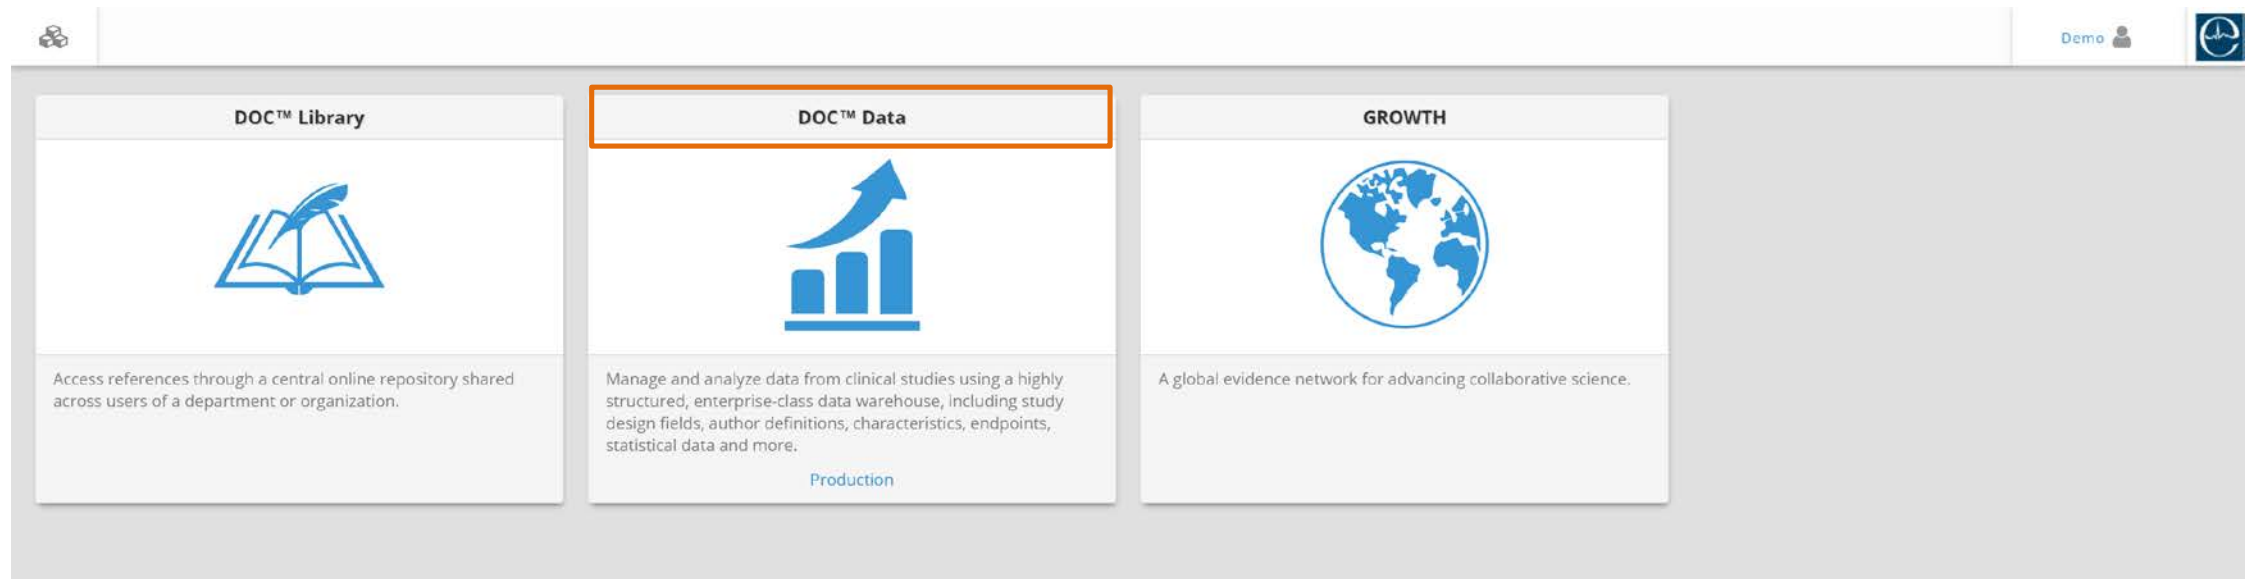 Demo
DOC™ Library
DOC™ Data
GROWTH
Access references through a central online repository shared
across users of a department or organization.
Manage and analyze data from clinical studies using a highly
structured, enterprise-class data warehouse, including study
design fields, author definitions, characteristics, endpoints,
statistical data and more.
Production
A global evidence network for advancing collaborative science.